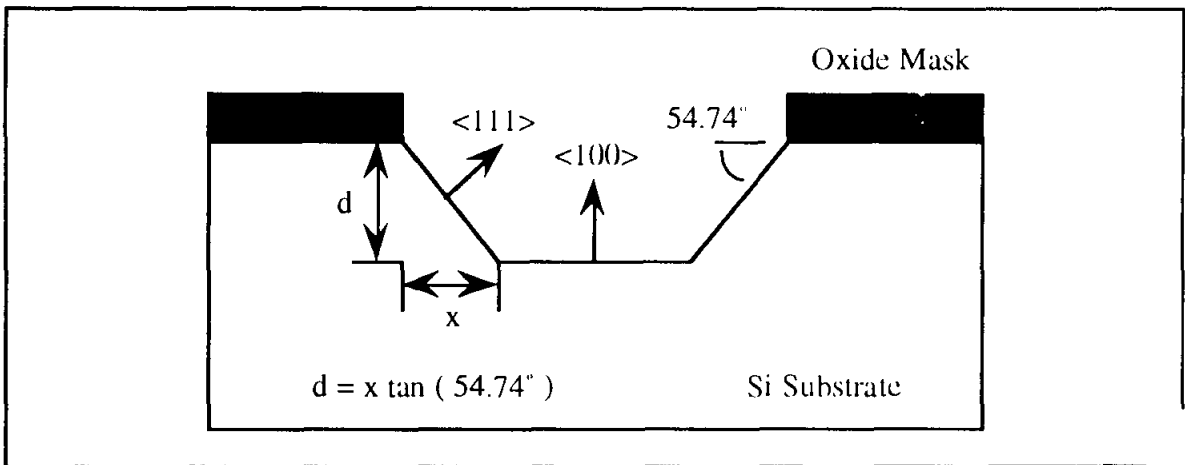 Oxide Mask
<111>
54.74°
<100>
d
x
d = x tan ( 54.74° )
Si Substrate